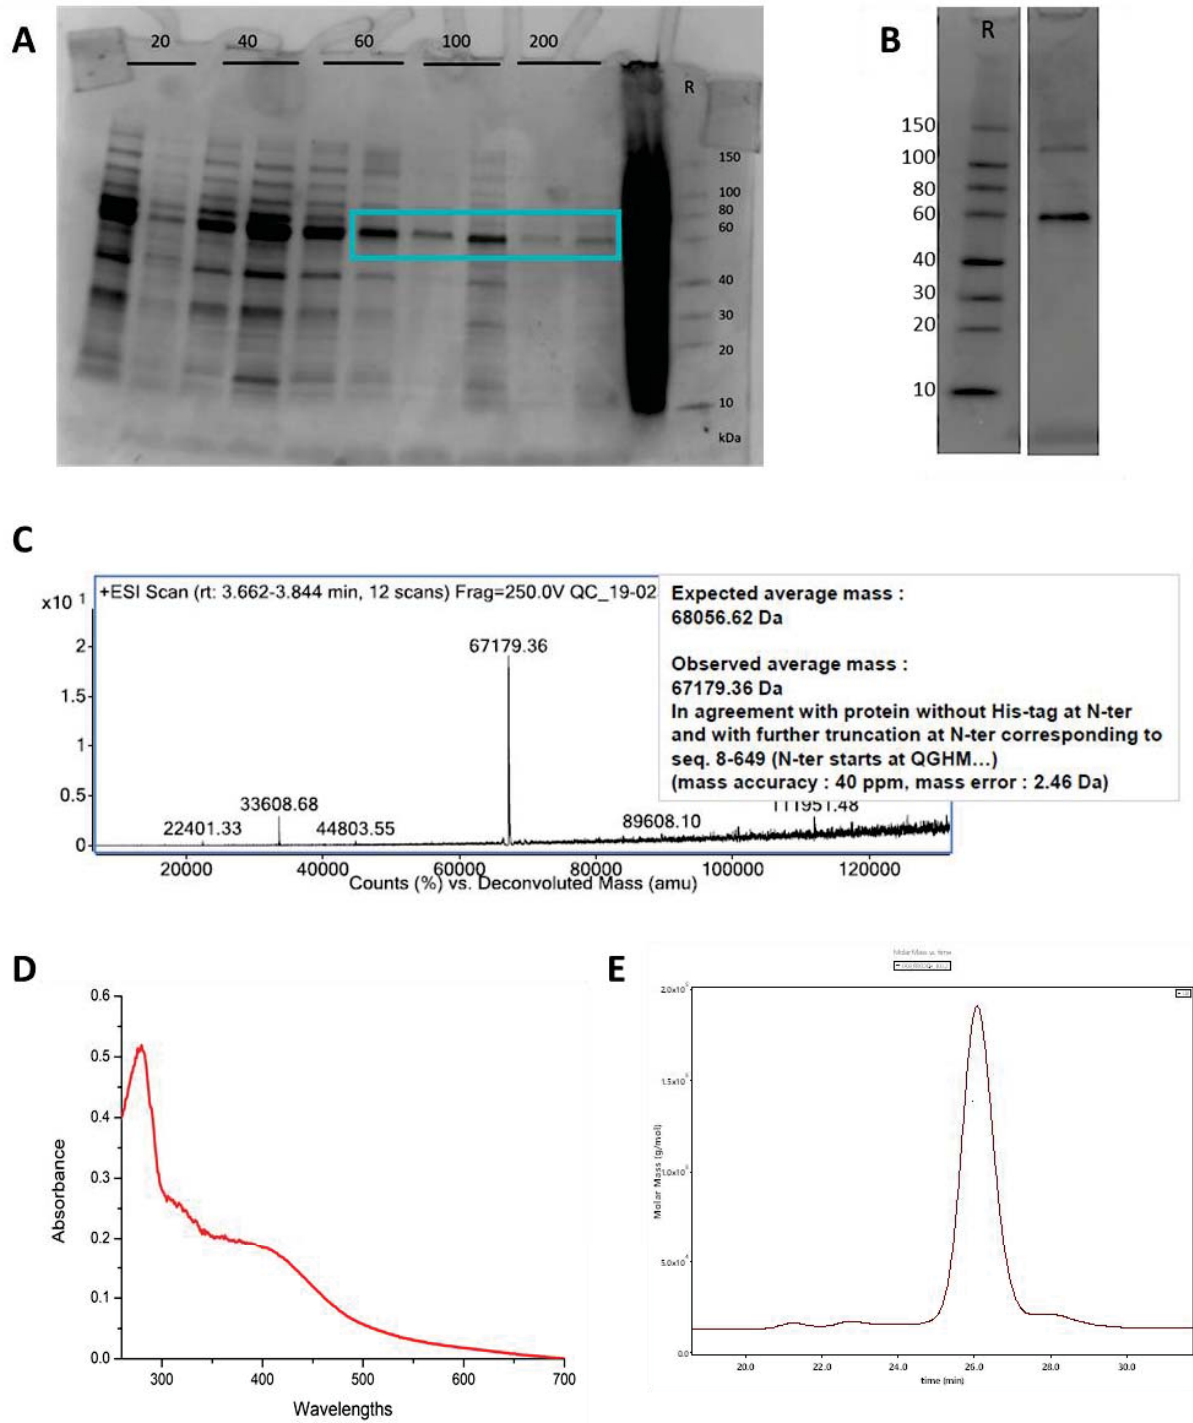 A
20 40 60 100 200
R
150
100
80
60
40
30
20
10
kDa
B
R
150
100
80
60
40
30
20
10
C
+ESI Scan (rt: 3.662-3.844 min, 12 scans) Frag=250.0V QC_19-02
x10 1
2
1.5
1
0.5
0
67179.36
33608.68
22401.33
44803.55
89608.10
111951.48
20000 40000 60000 80000 100000 120000
Counts (%) vs. Deconvoluted Mass (amu)
Expected average mass :
68056.62 Da
Observed average mass :
67179.36 Da
In agreement with protein without His-tag at N-ter
and with further truncation at N-ter corresponding to
seq. 8-649 (N-ter starts at QGHM...)
(mass accuracy : 40 ppm, mass error : 2.46 Da)
D
0.6
0.5
0.4
0.3
0.2
0.1
0.0
Absorbance
300 400 500 600 700
Wavelengths
E
Molar Mass vs. time
Molar Mass (g/mol)
0.0
20.0 22.0 24.0 26.0 28.0 30.0
time (min)